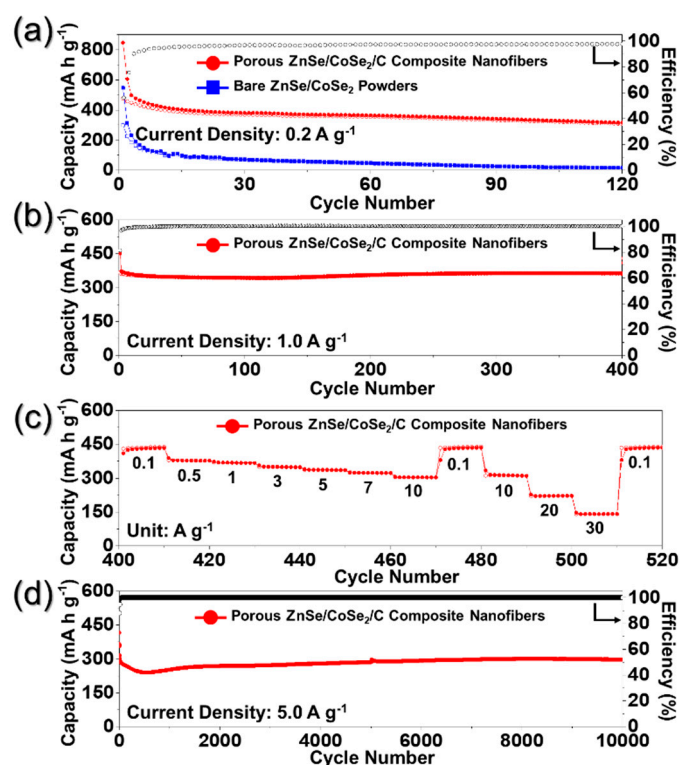 (a)
Capacity (mA h g⁻¹)
800
600
400
200
0
Porous ZnSe/CoSe₂/C Composite Nanofibers
Bare ZnSe/CoSe₂ Powders
Current Density: 0.2 A g⁻¹
100
80
60
40
20
0
Efficiency (%)
0 30 60 90 120
Cycle Number
(b)
Capacity (mA h g⁻¹)
600
450
300
150
0
Porous ZnSe/CoSe₂/C Composite Nanofibers
Current Density: 1.0 A g⁻¹
100
80
60
40
20
0
Efficiency (%)
0 100 200 300 400
Cycle Number
(c)
Capacity (mA h g⁻¹)
600
450
300
150
0
Porous ZnSe/CoSe₂/C Composite Nanofibers
0.1 0.5 1 3 5 7 10 0.1 10 20 30 0.1
Unit: A g⁻¹
400 420 440 460 480 500 520
Cycle Number
(d)
Capacity (mA h g⁻¹)
600
450
300
150
0
Porous ZnSe/CoSe₂/C Composite Nanofibers
Current Density: 5.0 A g⁻¹
100
80
60
40
20
0
Efficiency (%)
0 2000 4000 6000 8000 10000
Cycle Number